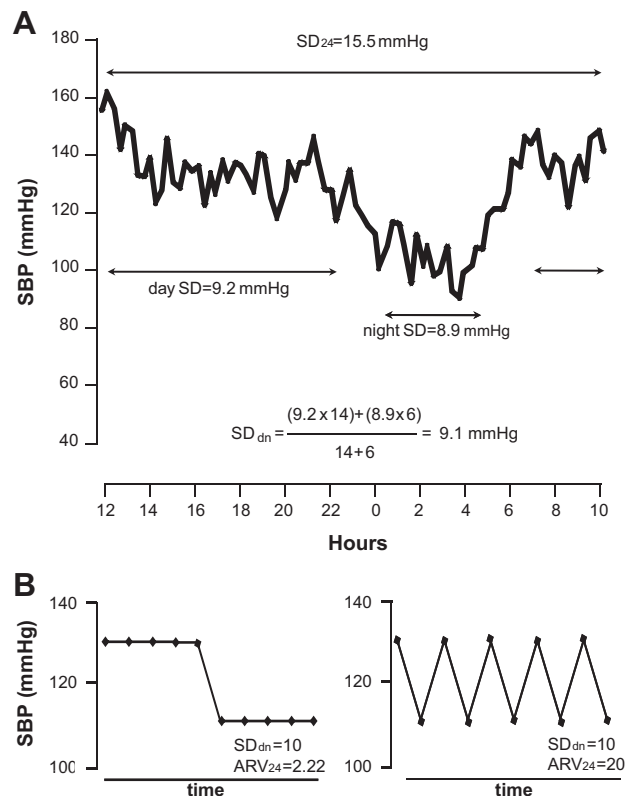 A
180
160
140
120
100
80
60
40
SBP (mmHg)
SD24=15.5mmHg
day SD=9.2 mmHg
night SD=8.9 mmHg
(9.2 x 14)+(8.9 x 6)
SD dn = = 9.1 mmHg
14+6
12 14 16 18 20 22 0 2 4 6 8 10
Hours
B
140
120
100
SBP (mmHg)
SDdn=10
ARV24=2.22
time
140
120
100
SDdn=10
ARV24=20
time